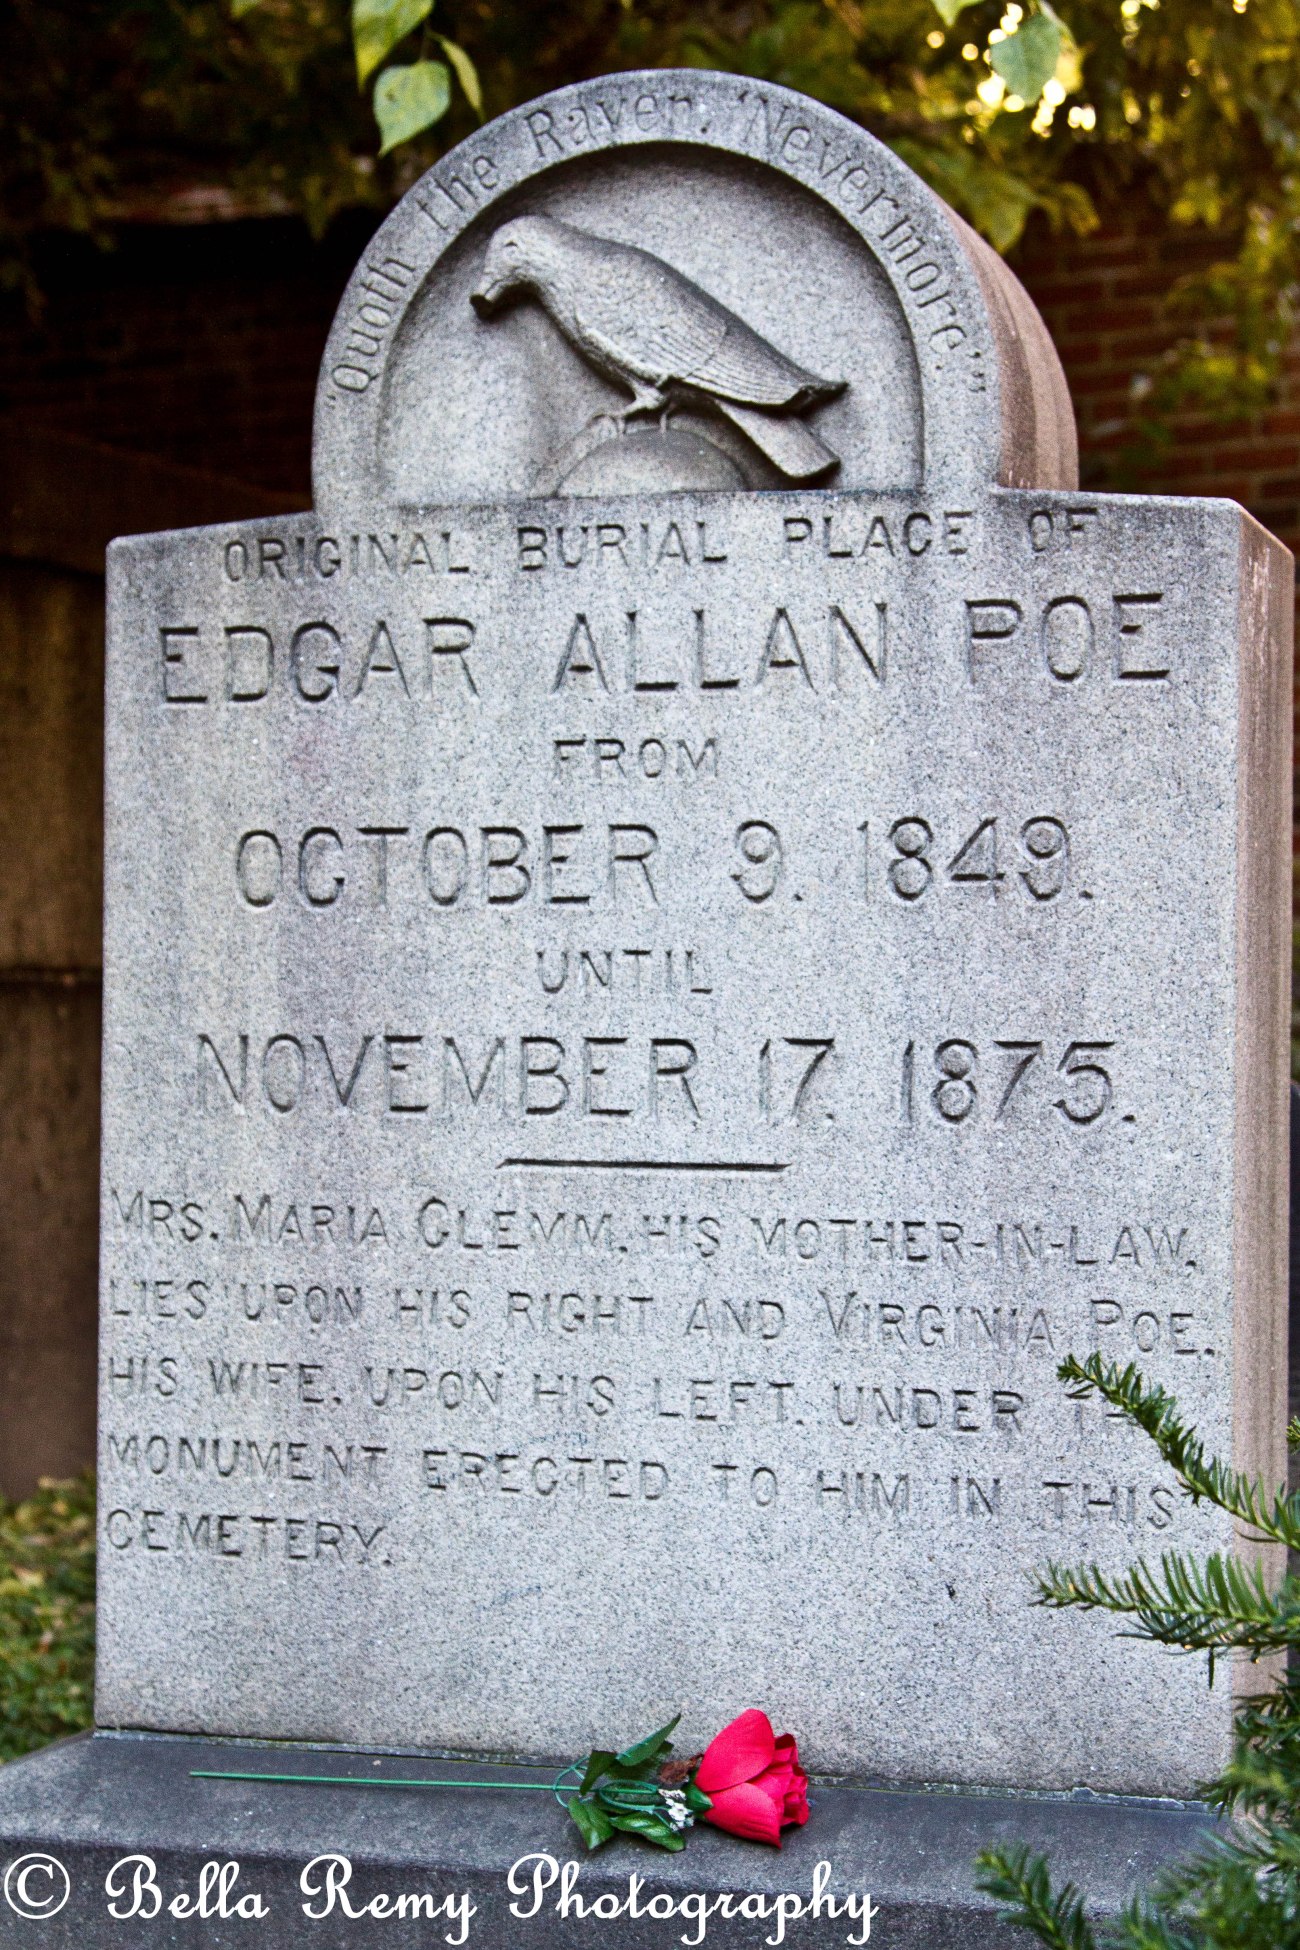 "Quoth the Raven, 'Nevermore.'"
ORIGINAL BURIAL PLACE OF
EDGAR ALLAN POE
FROM
OCTOBER 9. 1849.
UNTIL
NOVEMBER 17. 1875.
MRS. MARIA CLEMM, HIS MOTHER-IN-LAW,
LIES UPON HIS RIGHT AND VIRGINIA POE,
HIS WIFE, UPON HIS LEFT, UNDER THE
MONUMENT ERECTED TO HIM IN THIS
CEMETERY.
© Bella Remy Photography